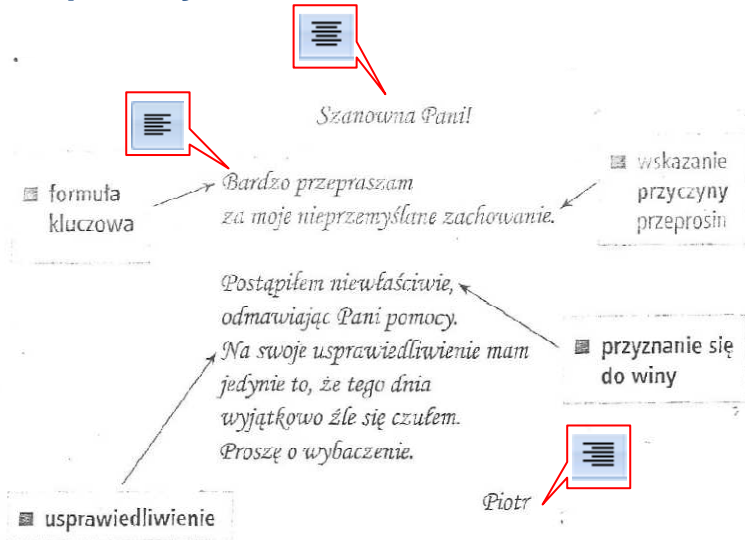 Szanowna Pani!
formuła
kluczowa
Bardzo przepraszam
za moje nieprzemyślane zachowanie.
wskazanie
przyczyny
przeprosin
Postąpiłem niewłaściwie,
odmawiając Pani pomocy.
Na swoje usprawiedliwienie mam
jedynie to, że tego dnia
wyjątkowo źle się czułem.
Proszę o wybaczenie.
przyznanie się
do winy
Piotr
usprawiedliwienie